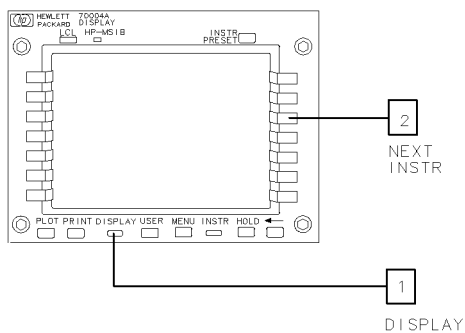 hp HEWLETT 70004A
PACKARD DISPLAY
LCL HP-MSIB INSTR
PRESET
2
NEXT
INSTR
PLOT PRINT DISPLAY USER MENU INSTR HOLD ←
1
DISPLAY